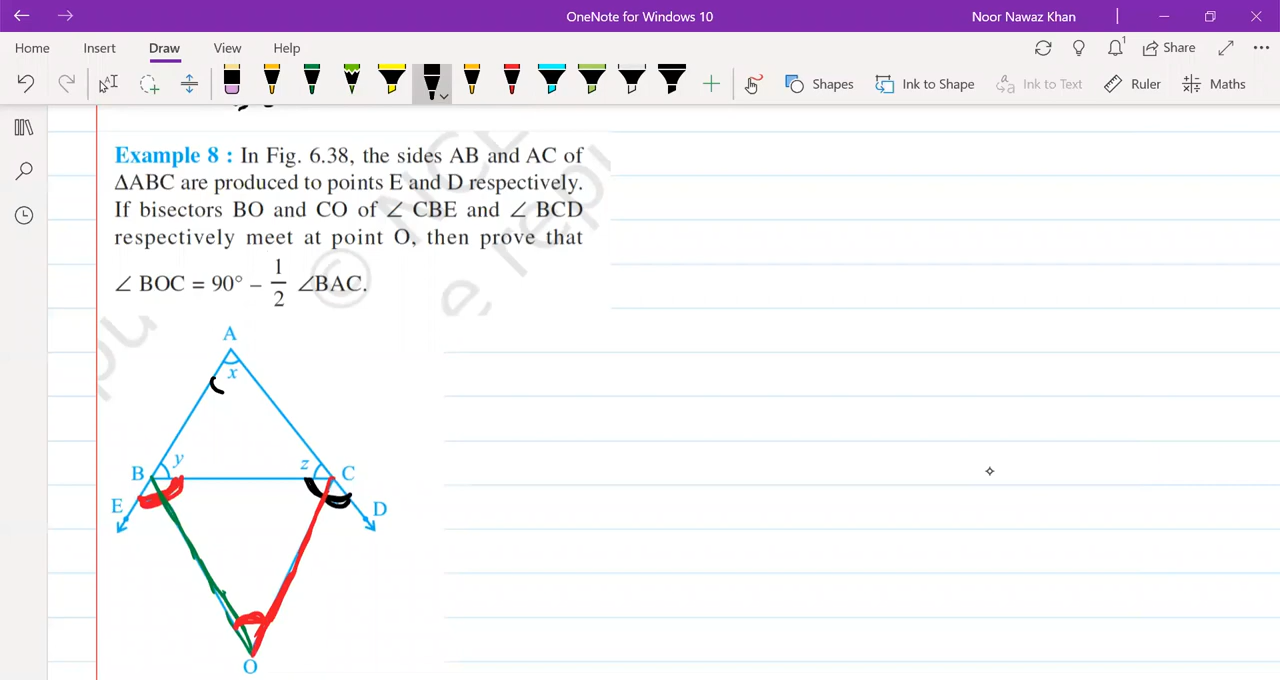 OneNote for Windows 10
Noor Nawaz Khan
Home Insert Draw View Help
1
Share
Shapes Ink to Shape Ink to Text Ruler Maths
Example 8 : In Fig. 6.38, the sides AB and AC of
ΔABC are produced to points E and D respectively.
If bisectors BO and CO of ∠ CBE and ∠ BCD
respectively meet at point O, then prove that
∠ BOC = 90° – 1/2 ∠BAC.
A
x
y
z
B
C
E
D
O